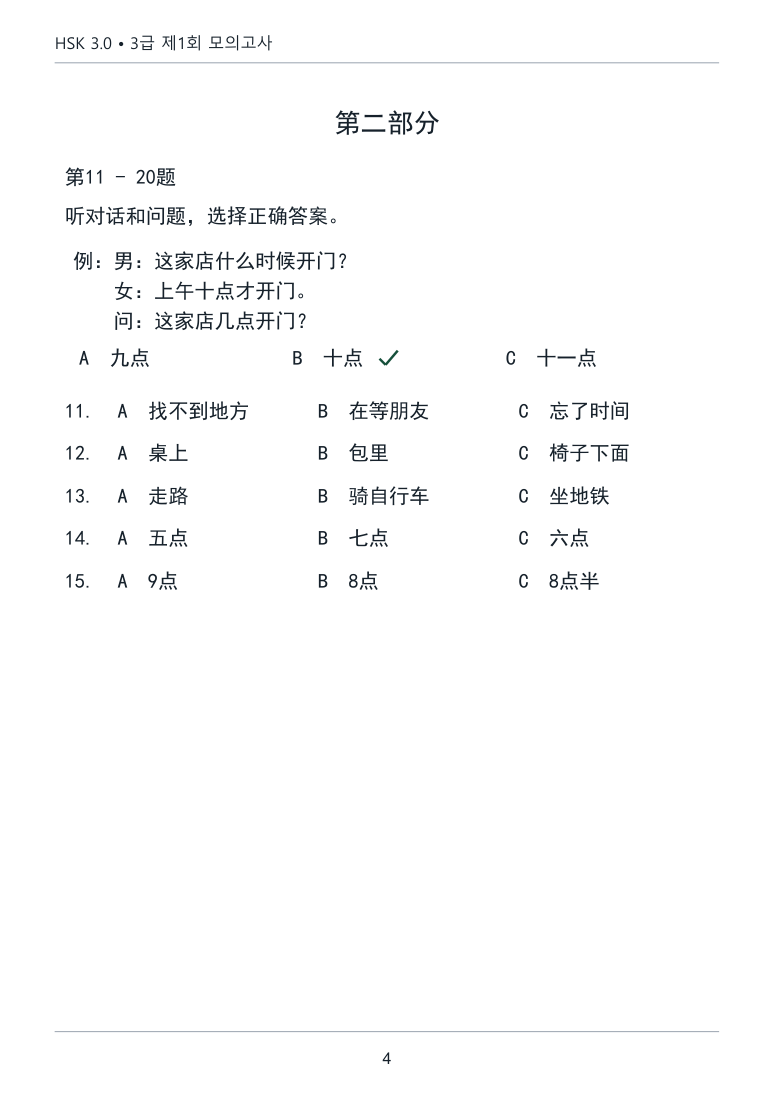 HSK 3.0 • 3급 제1회 모의고사
第二部分
第11 - 20题
听对话和问题，选择正确答案。
例：男：这家店什么时候开门？
女：上午十点才开门。
问：这家店几点开门？
A 九点 B 十点 ✓ C 十一点
11. A 找不到地方 B 在等朋友 C 忘了时间
12. A 桌上 B 包里 C 椅子下面
13. A 走路 B 骑自行车 C 坐地铁
14. A 五点 B 七点 C 六点
15. A 9点 B 8点 C 8点半
4